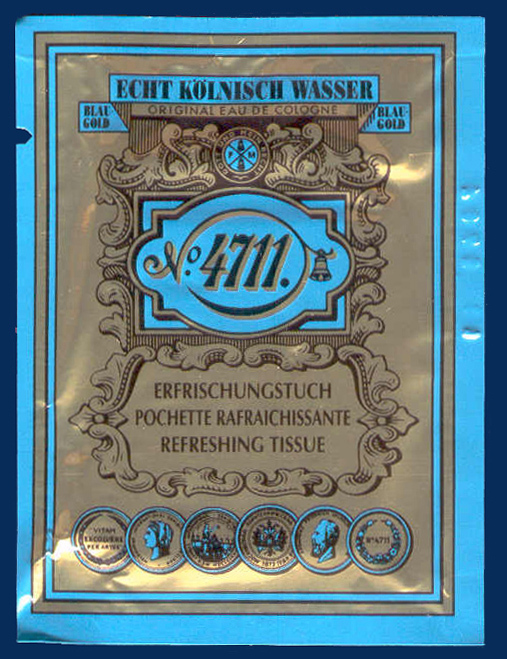 ECHT KÖLNISCH WASSER
ORIGINAL EAU DE COLOGNE
BLAU-
GOLD
BLAU-
GOLD
No 4711.
ERFRISCHUNGSTUCH
POCHETTE RAFRAICHISSANTE
REFRESHING TISSUE
VITAM
EXCOLUERE
PER ARTES
No 4711